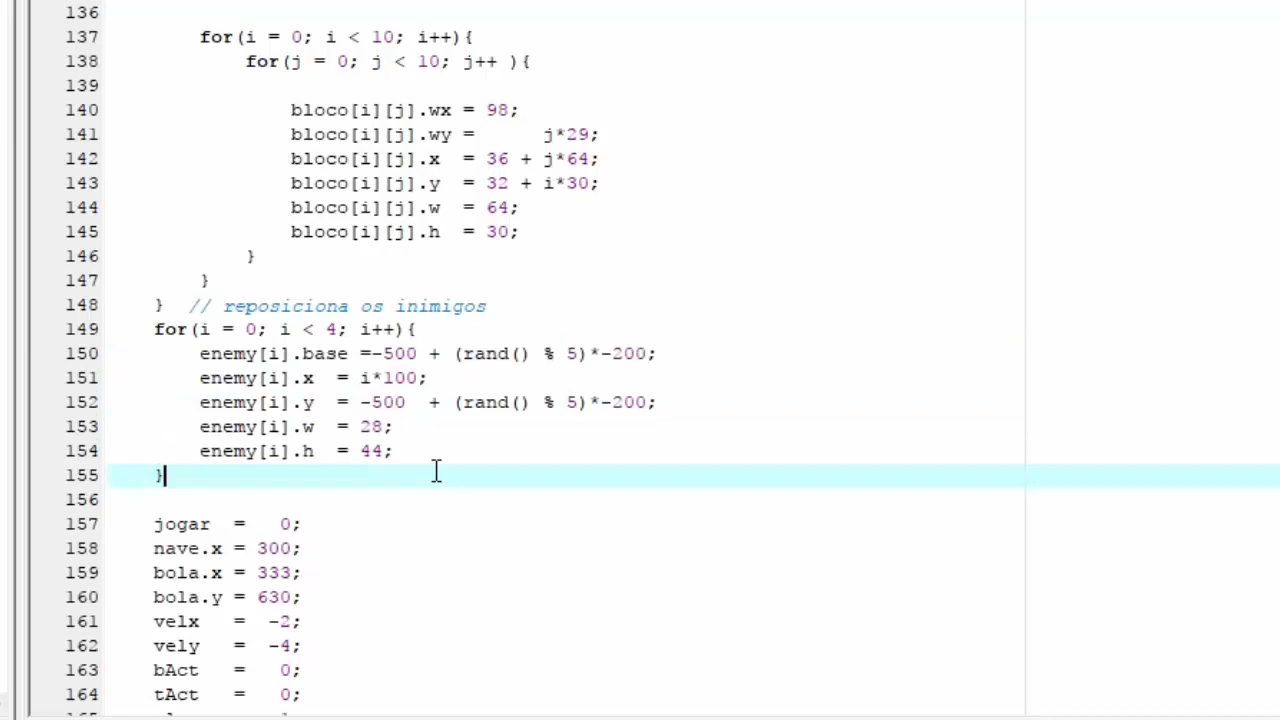 136
137 for(i = 0; i < 10; i++){
138 for(j = 0; j < 10; j++ ){
139
140 bloco[i][j].wx = 98;
141 bloco[i][j].wy =      j*29;
142 bloco[i][j].x  = 36 + j*64;
143 bloco[i][j].y  = 32 + i*30;
144 bloco[i][j].w  = 64;
145 bloco[i][j].h  = 30;
146 }
147 }
148 }  // reposiciona os inimigos
149 for(i = 0; i < 4; i++){
150 enemy[i].base =-500 + (rand() % 5)*-200;
151 enemy[i].x  = i*100;
152 enemy[i].y  = -500  + (rand() % 5)*-200;
153 enemy[i].w  = 28;
154 enemy[i].h  = 44;
155 }
156
157 jogar  =   0;
158 nave.x = 300;
159 bola.x = 333;
160 bola.y = 630;
161 velx   =  -2;
162 vely   =  -4;
163 bAct   =   0;
164 tAct   =   0;